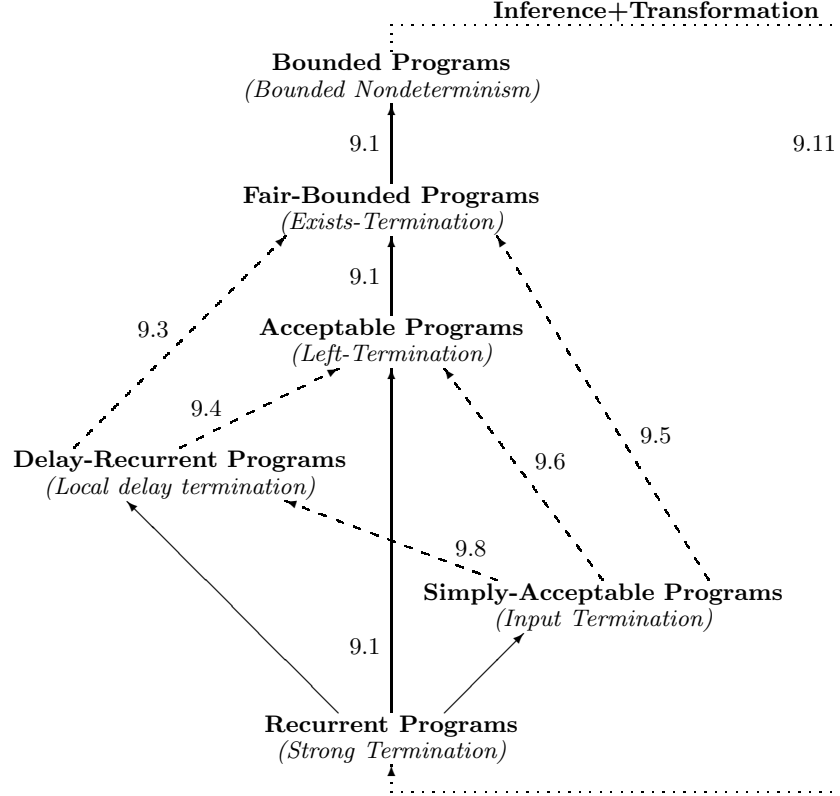 Inference+Transformation
Bounded Programs
(Bounded Nondeterminism)
9.1
9.11
Fair-Bounded Programs
(Exists-Termination)
9.1
9.3
Acceptable Programs
(Left-Termination)
9.4
9.5
Delay-Recurrent Programs
(Local delay termination)
9.6
9.8
Simply-Acceptable Programs
(Input Termination)
9.1
Recurrent Programs
(Strong Termination)